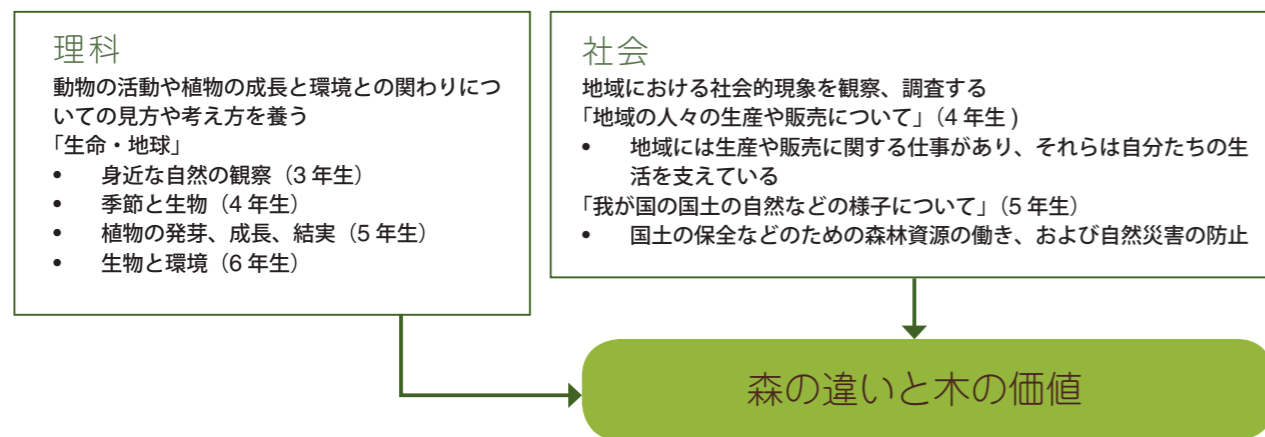 理科
動物の活動や植物の成長と環境との関わりにつ
いての見方や考え方を養う
「生命・地球」
• 身近な自然の観察（3 年生）
• 季節と生物（4 年生）
• 植物の発芽、成長、結実（5 年生）
• 生物と環境（6 年生）
社会
地域における社会的現象を観察、調査する
「地域の人々の生産や販売について」（4 年生 )
• 地域には生産や販売に関する仕事があり、それらは自分たちの生
活を支えている
「我が国の国土の自然などの様子について」（5 年生）
• 国土の保全などのための森林資源の働き、および自然災害の防止
森の違いと木の価値